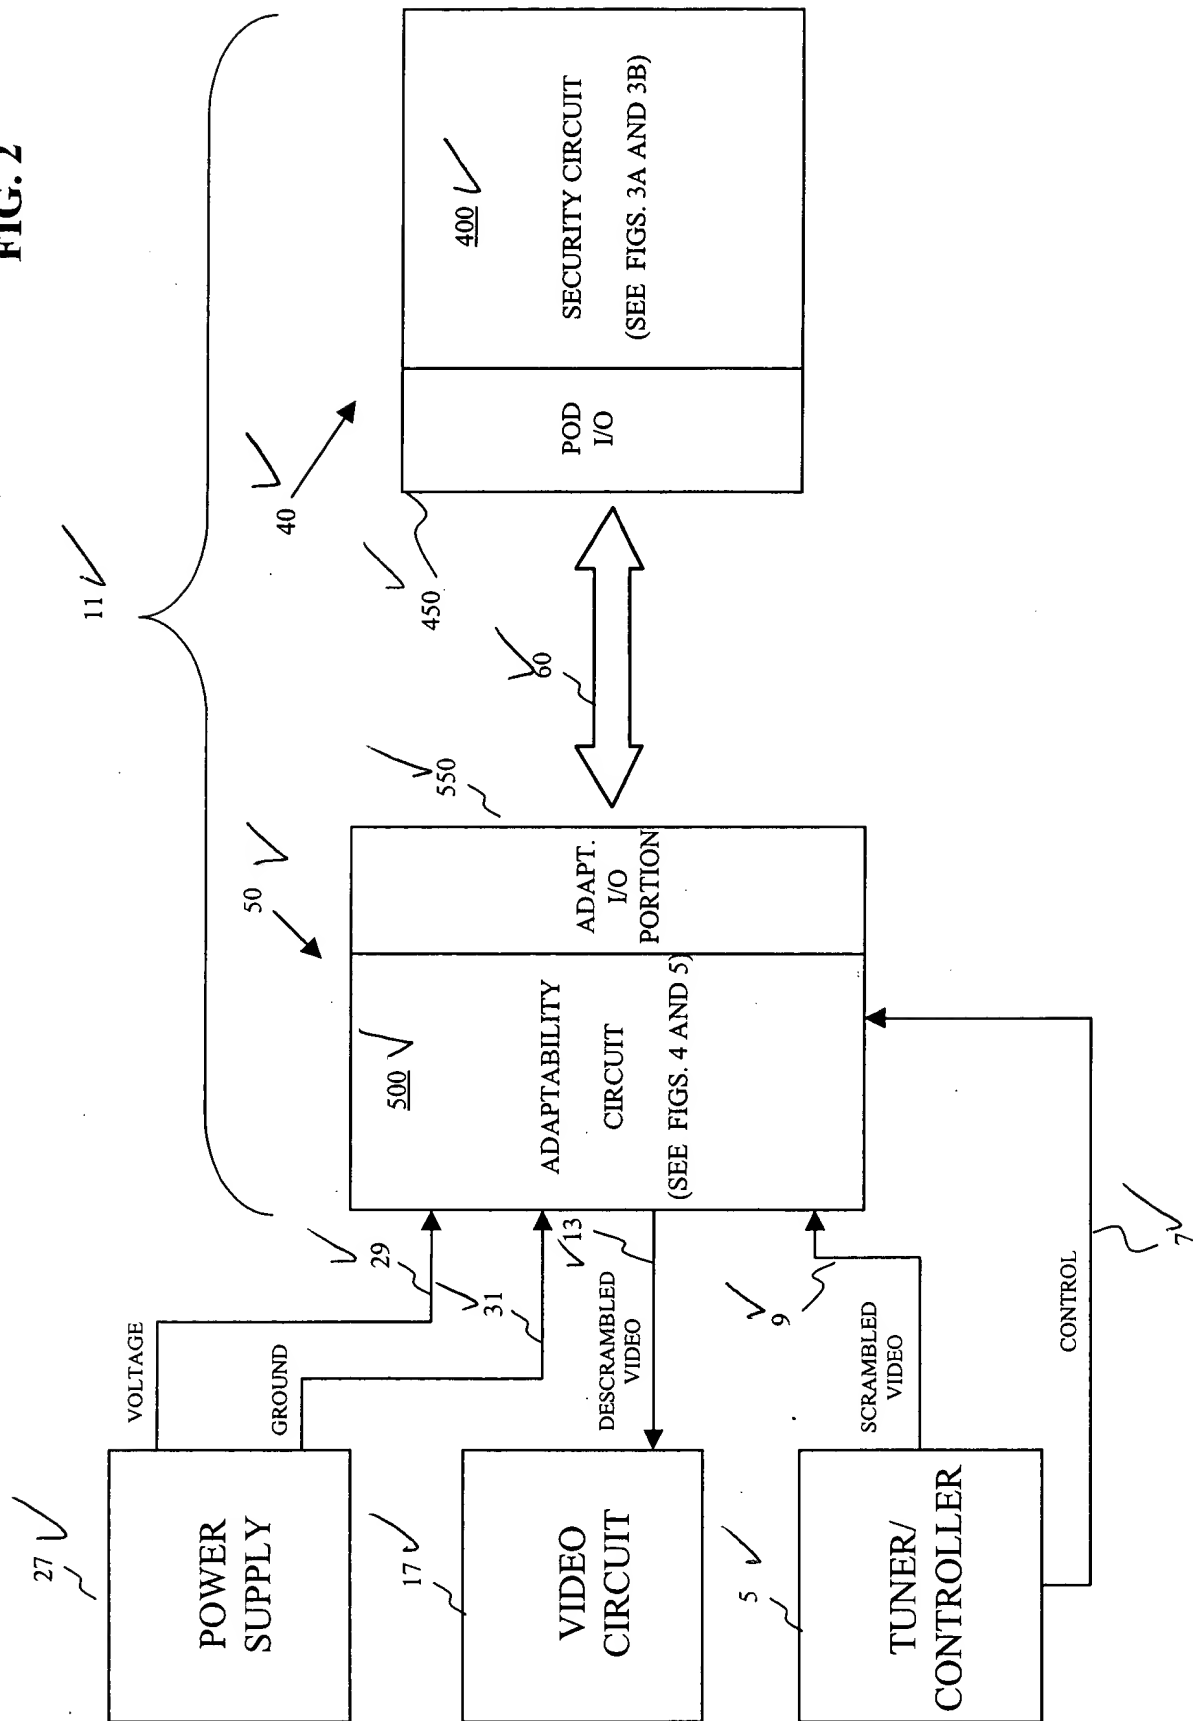 FIG. 2
11
27
POWER
SUPPLY
VOLTAGE
GROUND
29
31
50
500
ADAPTABILITY
CIRCUIT
(SEE FIGS. 4 AND 5)
ADAPT.
I/O
PORTION
550
60
40
450
POD
I/O
400
SECURITY CIRCUIT
(SEE FIGS. 3A AND 3B)
17
VIDEO
CIRCUIT
DESCRAMBLED
VIDEO
13
5
TUNER/
CONTROLLER
SCRAMBLED
VIDEO
9
CONTROL
7